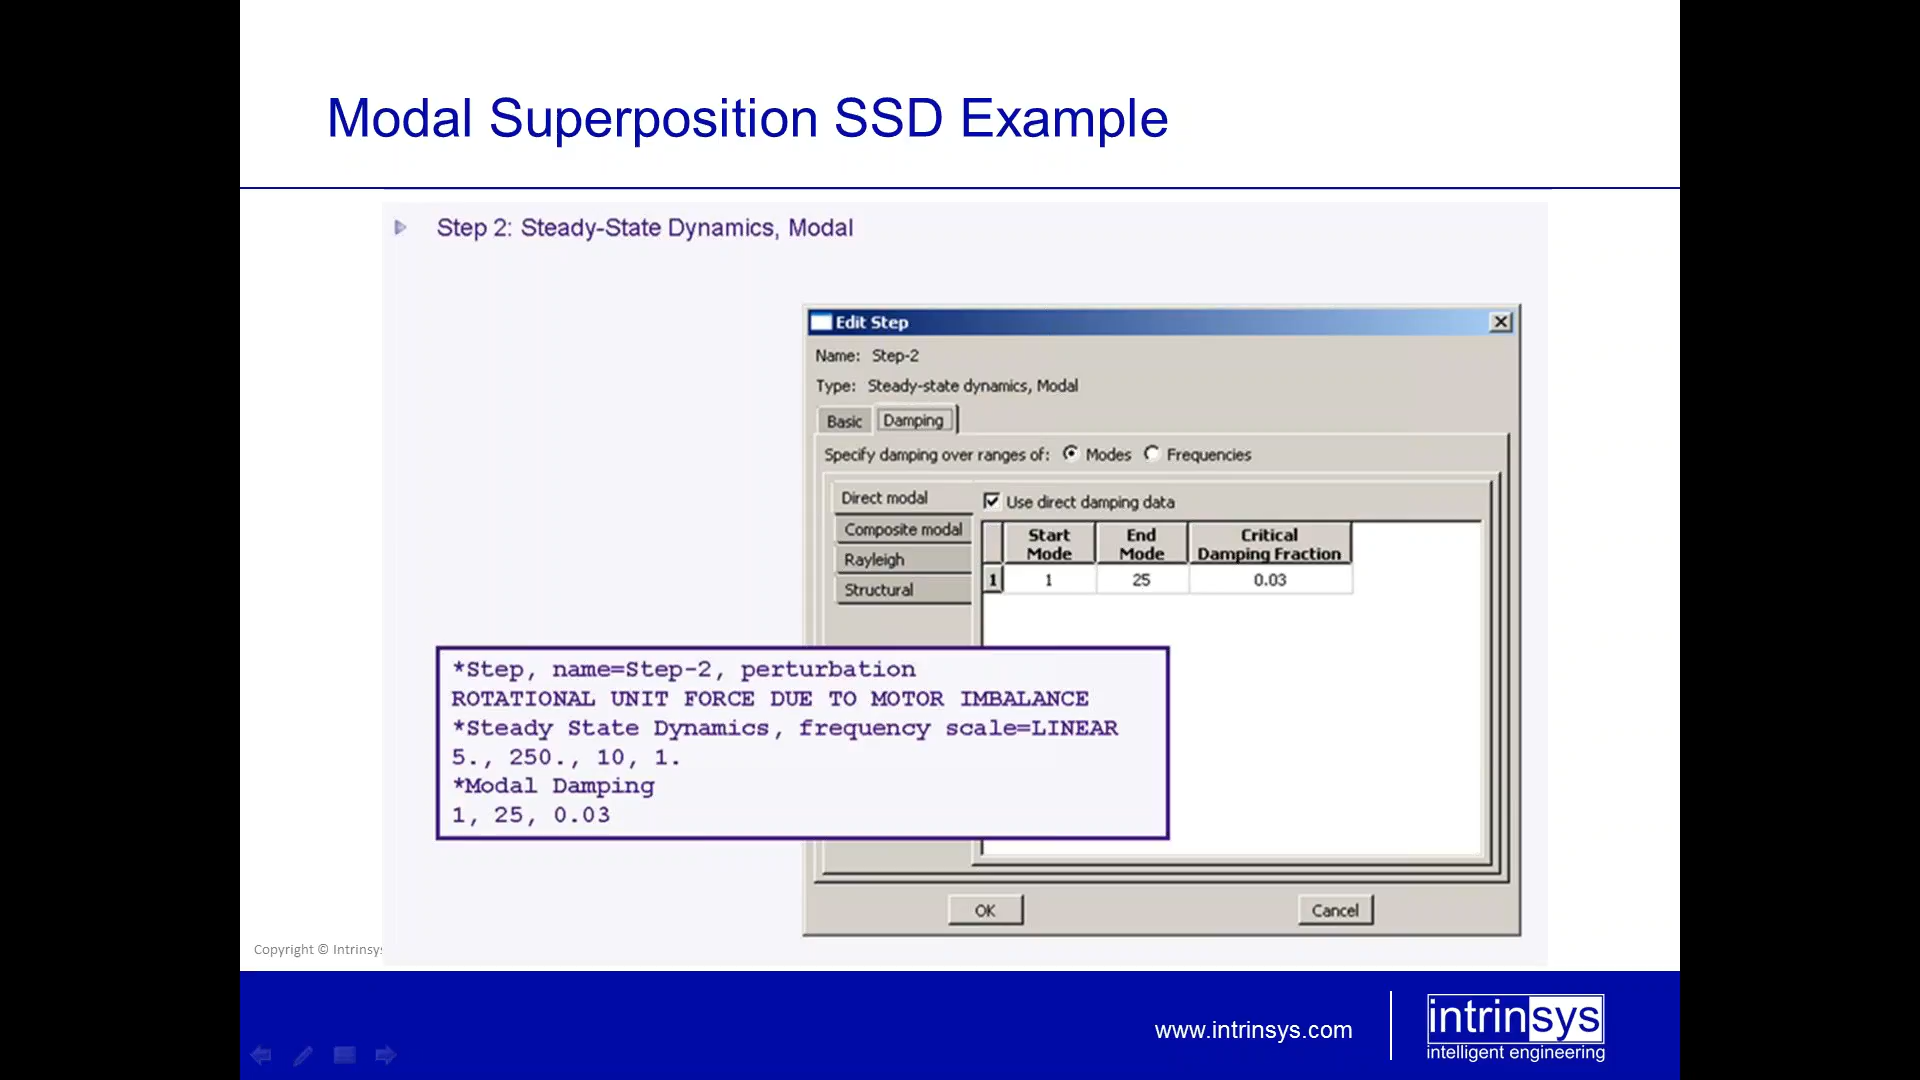 Modal Superposition SSD Example
Step 2: Steady-State Dynamics, Modal
Edit Step
Name: Step-2
Type: Steady-state dynamics, Modal
Basic Damping
Specify damping over ranges of: Modes Frequencies
Direct modal
Composite modal
Rayleigh
Structural
Use direct damping data
Start Mode End Mode Critical Damping Fraction
1 1 25 0.03
*Step, name=Step-2, perturbation
ROTATIONAL UNIT FORCE DUE TO MOTOR IMBALANCE
*Steady State Dynamics, frequency scale=LINEAR
5., 250., 10, 1.
*Modal Damping
1, 25, 0.03
OK Cancel
Copyright © Intrinsys
www.intrinsys.com
intrinsys
intelligent engineering